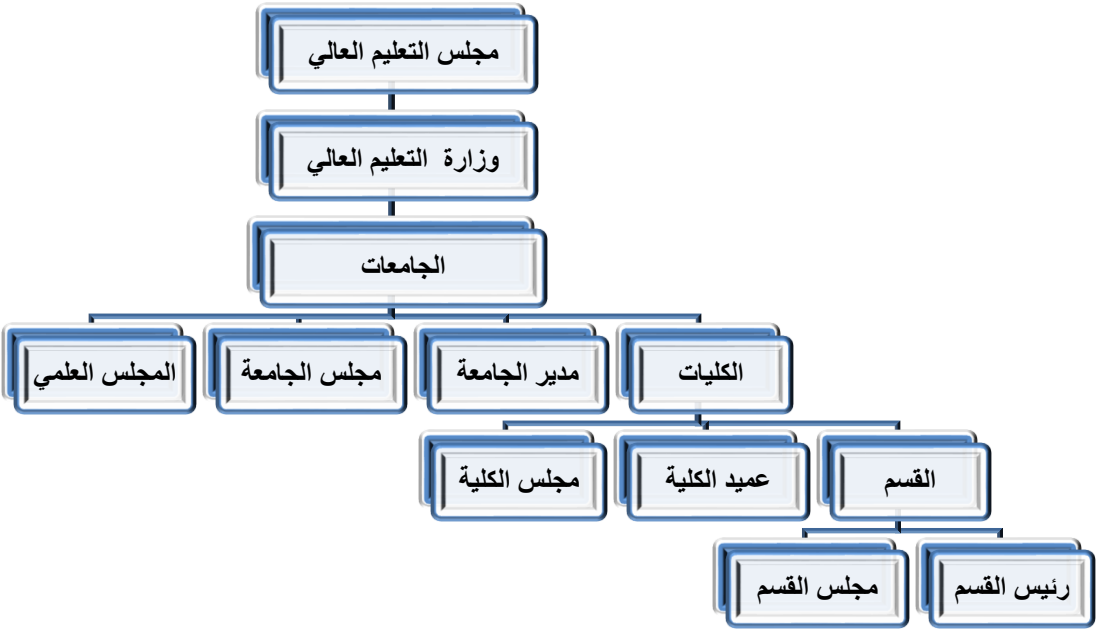 مجلس التعليم العالي
وزارة التعليم العالي
الجامعات
الكليات
مدير الجامعة
مجلس الجامعة
المجلس العلمي
القسم
عميد الكلية
مجلس الكلية
رئيس القسم
مجلس القسم